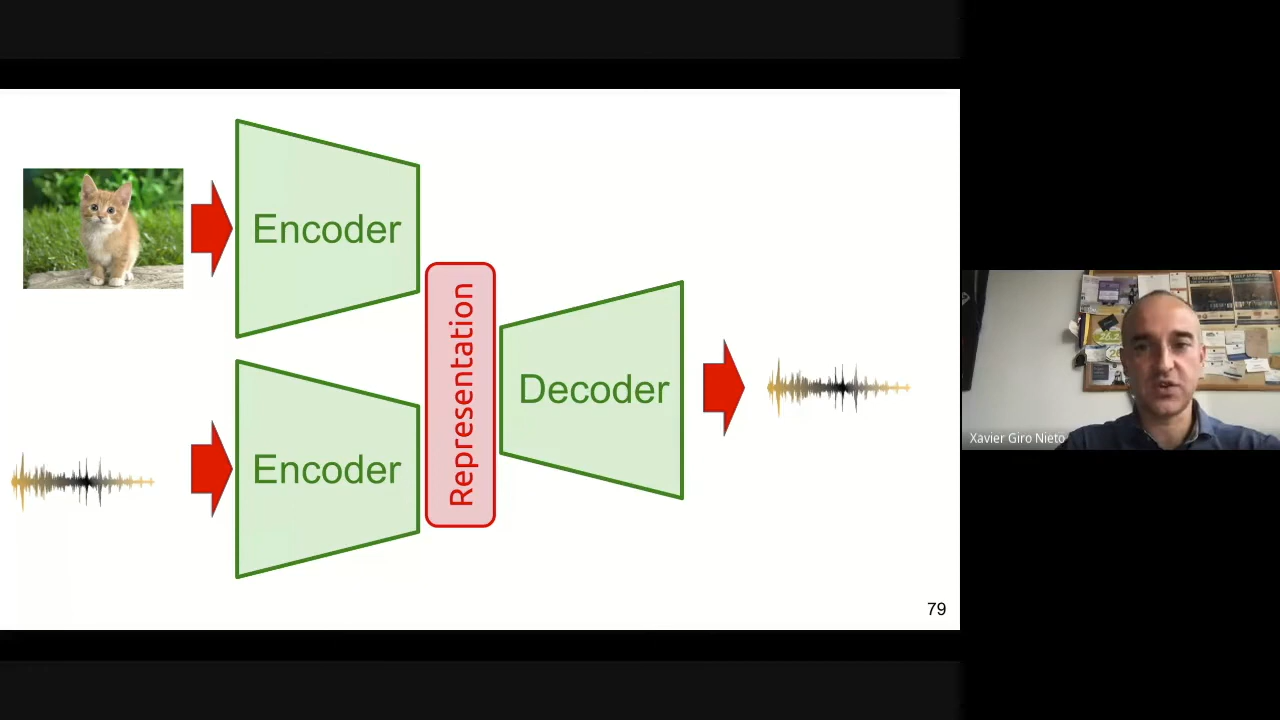 Encoder
Representation
Encoder
Decoder
79
Xavier Giro Nieto